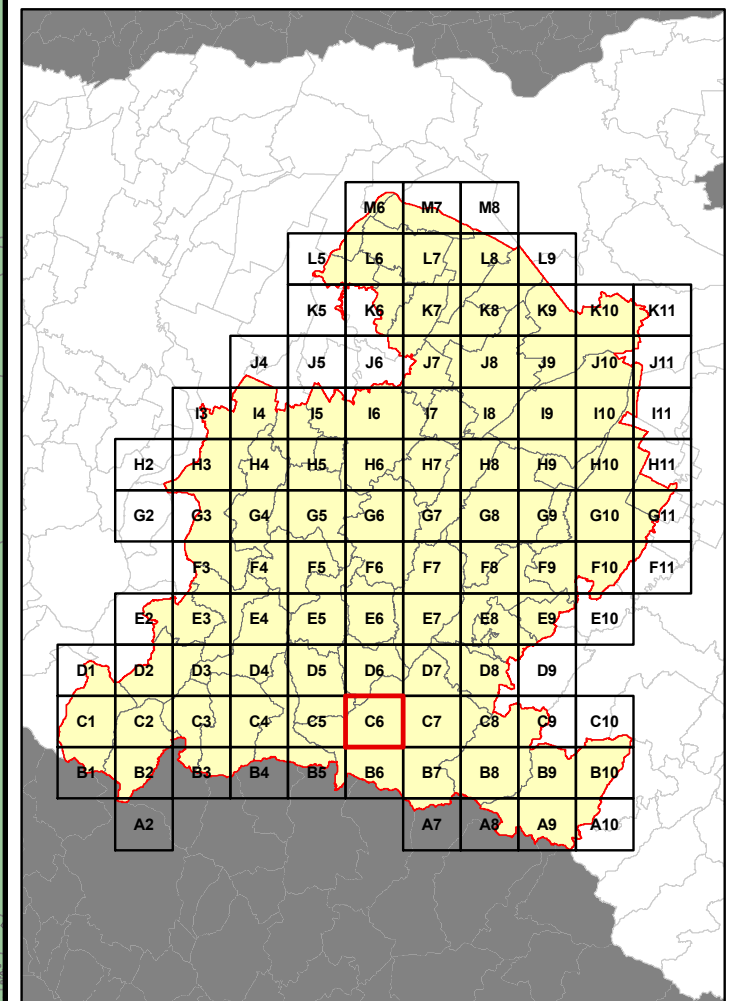 M6 M7 M8
L5 L6 L7 L8 L9
K5 K6 K7 K8 K9 K10 K11
J4 J5 J6 J7 J8 J9 J10 J11
I3 I4 I5 I6 I7 I8 I9 I10 I11
H2 H3 H4 H5 H6 H7 H8 H9 H10 H11
G2 G3 G4 G5 G6 G7 G8 G9 G10 G11
F3 F4 F5 F6 F7 F8 F9 F10 F11
E2 E3 E4 E5 E6 E7 E8 E9 E10
D1 D2 D3 D4 D5 D6 D7 D8 D9
C1 C2 C3 C4 C5 C6 C7 C8 C9 C10
B1 B2 B3 B4 B5 B6 B7 B8 B9 B10
A2 A7 A8 A9 A10